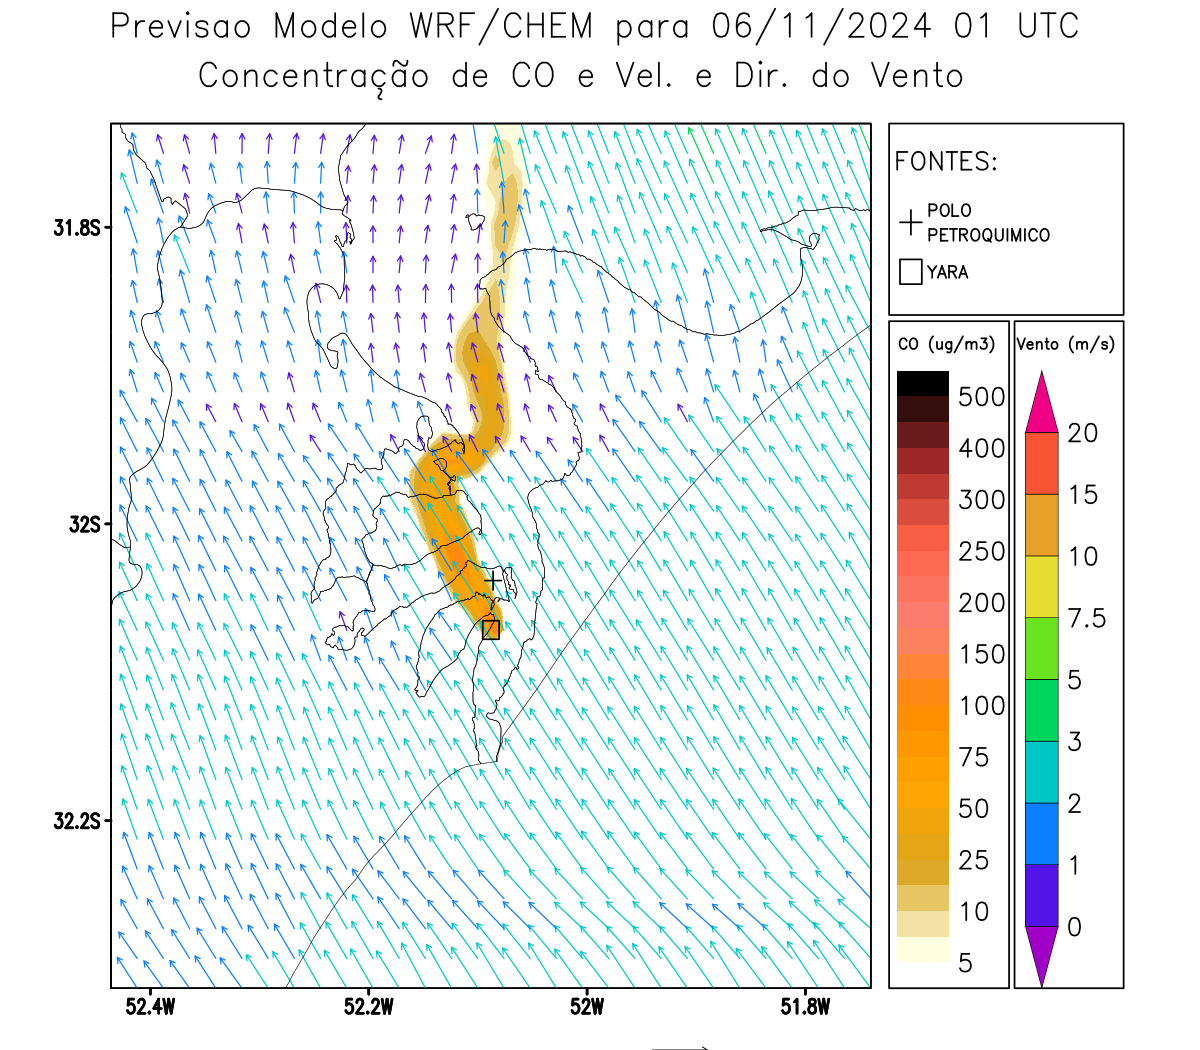 Previsao Modelo WRF/CHEM para 06/11/2024 01 UTC
Concentração de CO e Vel. e Dir. do Vento
FONTES:
POLO
PETROQUIMICO
YARA
CO (ug/m3)
500
400
300
250
200
150
100
75
50
25
10
5
Vento (m/s)
20
15
10
7.5
5
3
2
1
0
31.8S
32S
32.2S
52.4W
52.2W
52W
51.8W